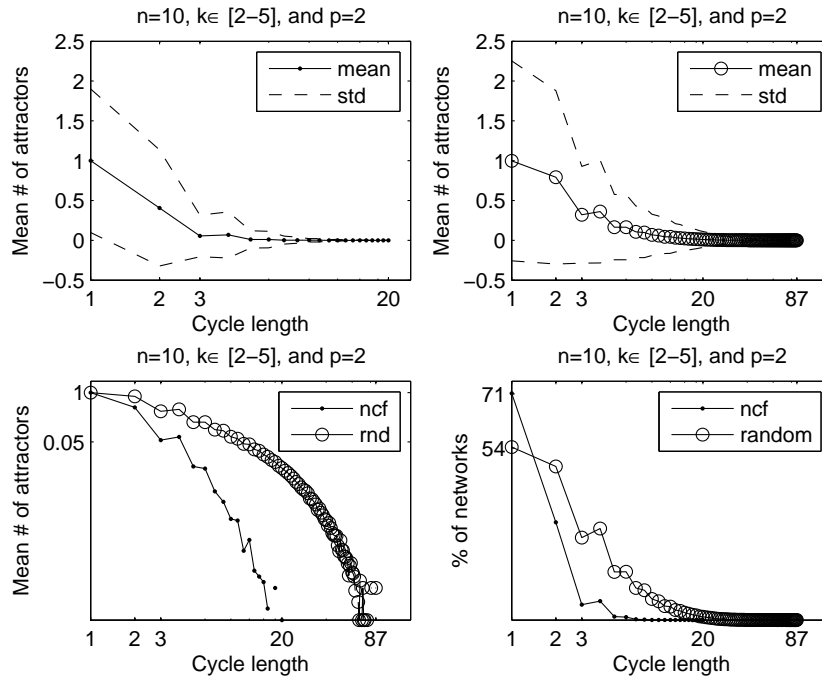 n=10, k∈ [2−5], and p=2
Mean # of attractors
2.5
2
1.5
1
0.5
0
−0.5
mean
std
1
2
3
20
Cycle length
n=10, k∈ [2−5], and p=2
Mean # of attractors
2.5
2
1.5
1
0.5
0
−0.5
mean
std
1
2
3
20
87
Cycle length
n=10, k∈ [2−5], and p=2
Mean # of attractors
1
0.05
ncf
rnd
1
2
3
20
87
Cycle length
n=10, k∈ [2−5], and p=2
% of networks
71
54
ncf
random
1
2
3
20
87
Cycle length